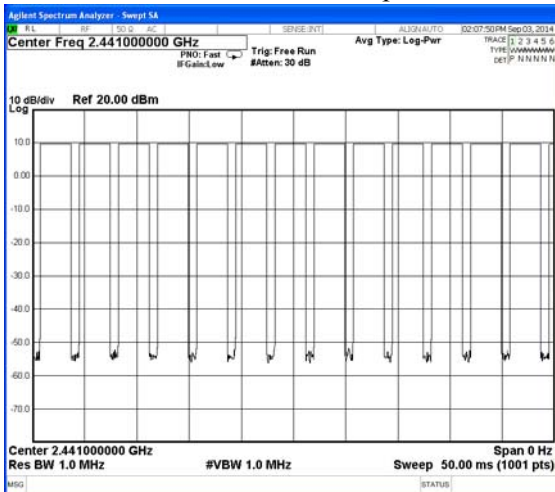 Agilent Spectrum Analyzer - Swept SA
RL RF 50 Ω AC SENSE:INT ALIGN AUTO 02:07:50 PM Sep 03, 2014
Center Freq 2.441000000 GHz
PNO: Fast
IFGain:Low
Trig: Free Run
#Atten: 30 dB
Avg Type: Log-Pwr
TRACE 1 2 3 4 5 6
TYPE
DET P N N N N N
10 dB/div
Log
Ref 20.00 dBm
10.0
0.00
-10.0
-20.0
-30.0
-40.0
-50.0
-60.0
-70.0
Center 2.441000000 GHz Span 0 Hz
Res BW 1.0 MHz #VBW 1.0 MHz Sweep 50.00 ms (1001 pts)
MSG STATUS